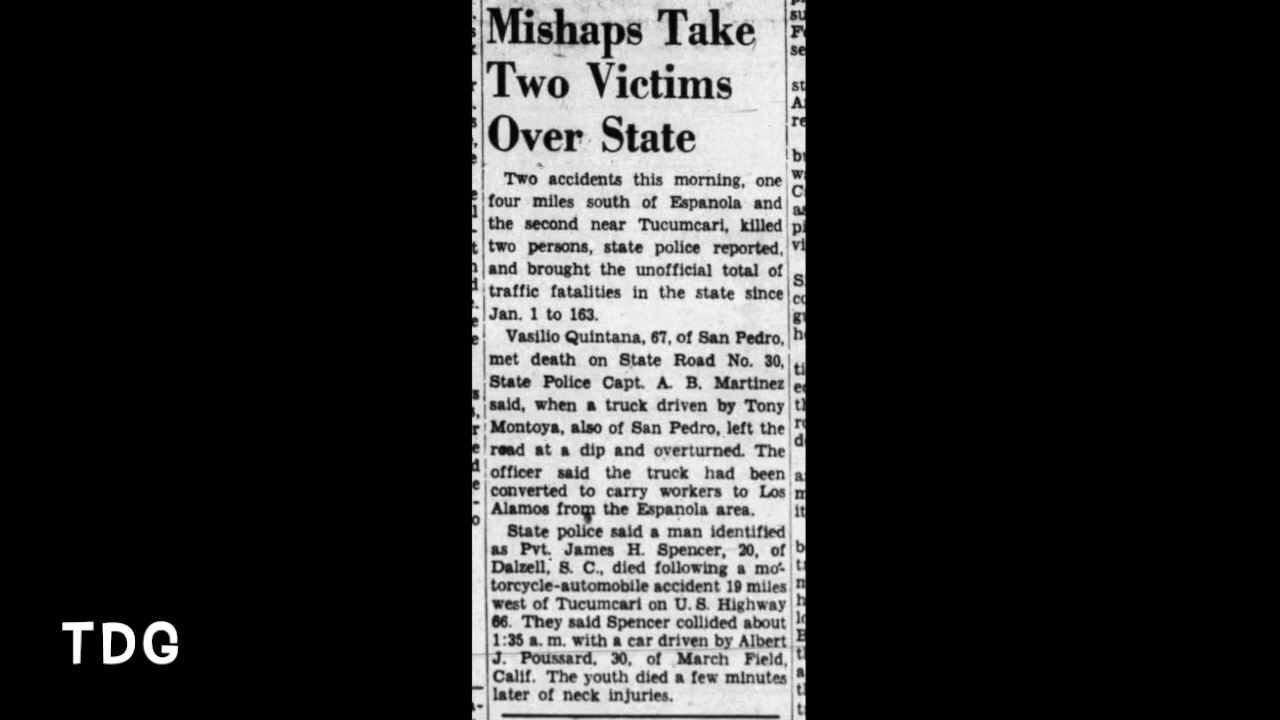 Mishaps Take
Two Victims
Over State
Two accidents this morning, one
four miles south of Espanola and
the second near Tucumcari, killed
two persons, state police reported,
and brought the unofficial total of
traffic fatalities in the state since
Jan. 1 to 163.
Vasilio Quintana, 67, of San Pedro,
met death on State Road No. 30,
State Police Capt. A. B. Martinez
said, when a truck driven by Tony
Montoya, also of San Pedro, left the
road at a dip and overturned. The
officer said the truck had been
converted to carry workers to Los
Alamos from the Espanola area.
State police said a man identified
as Pvt. James H. Spencer, 20, of
Dalzell, S. C., died following a mo-
torcycle-automobile accident 19 miles
west of Tucumcari on U. S. Highway
66. They said Spencer collided about
1:35 a. m. with a car driven by Albert
J. Poussard, 30, of March Field,
Calif. The youth died a few minutes
later of neck injuries.
TDG